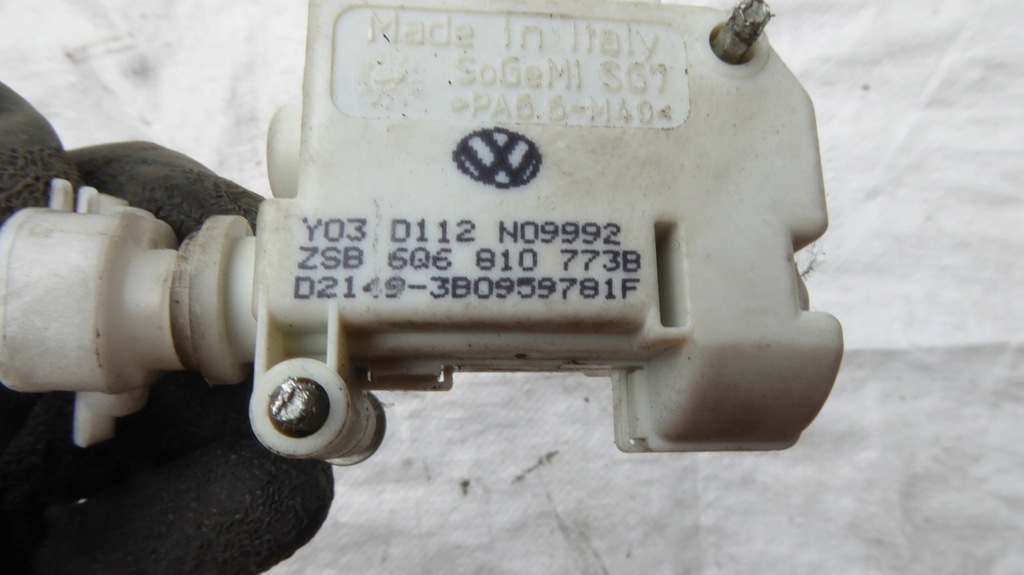 Made In Italy
SoGeMi SG7
>PA6.6-M40<
Y03 D112 N09992
ZSB 6Q6 810 773B
D2149-3B0959781F